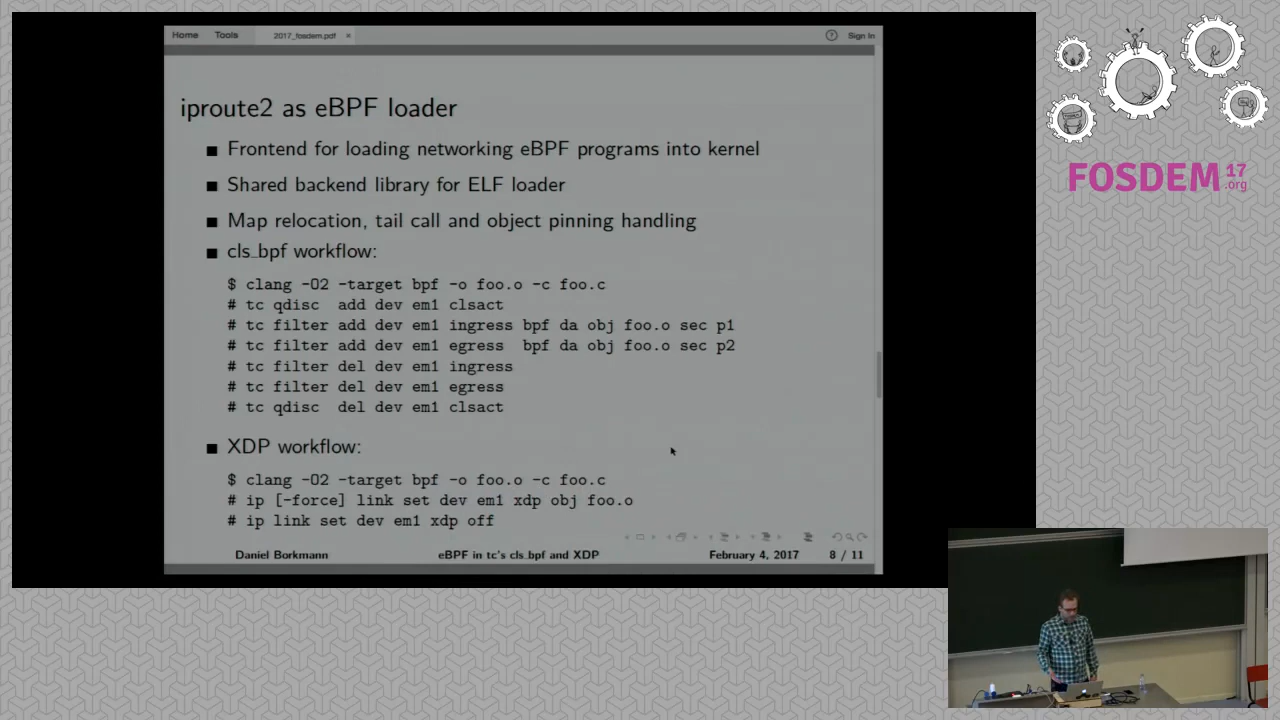 Home Tools 2017_fosdem.pdf × ? Sign In
iproute2 as eBPF loader
Frontend for loading networking eBPF programs into kernel
Shared backend library for ELF loader
Map relocation, tail call and object pinning handling
cls_bpf workflow:
$ clang -O2 -target bpf -o foo.o -c foo.c
# tc qdisc  add dev em1 clsact
# tc filter add dev em1 ingress bpf da obj foo.o sec p1
# tc filter add dev em1 egress  bpf da obj foo.o sec p2
# tc filter del dev em1 ingress
# tc filter del dev em1 egress
# tc qdisc  del dev em1 clsact
XDP workflow:
$ clang -O2 -target bpf -o foo.o -c foo.c
# ip [-force] link set dev em1 xdp obj foo.o
# ip link set dev em1 xdp off
Daniel Borkmann eBPF in tc's cls_bpf and XDP February 4, 2017 8 / 11
FOSDEM 17
.org